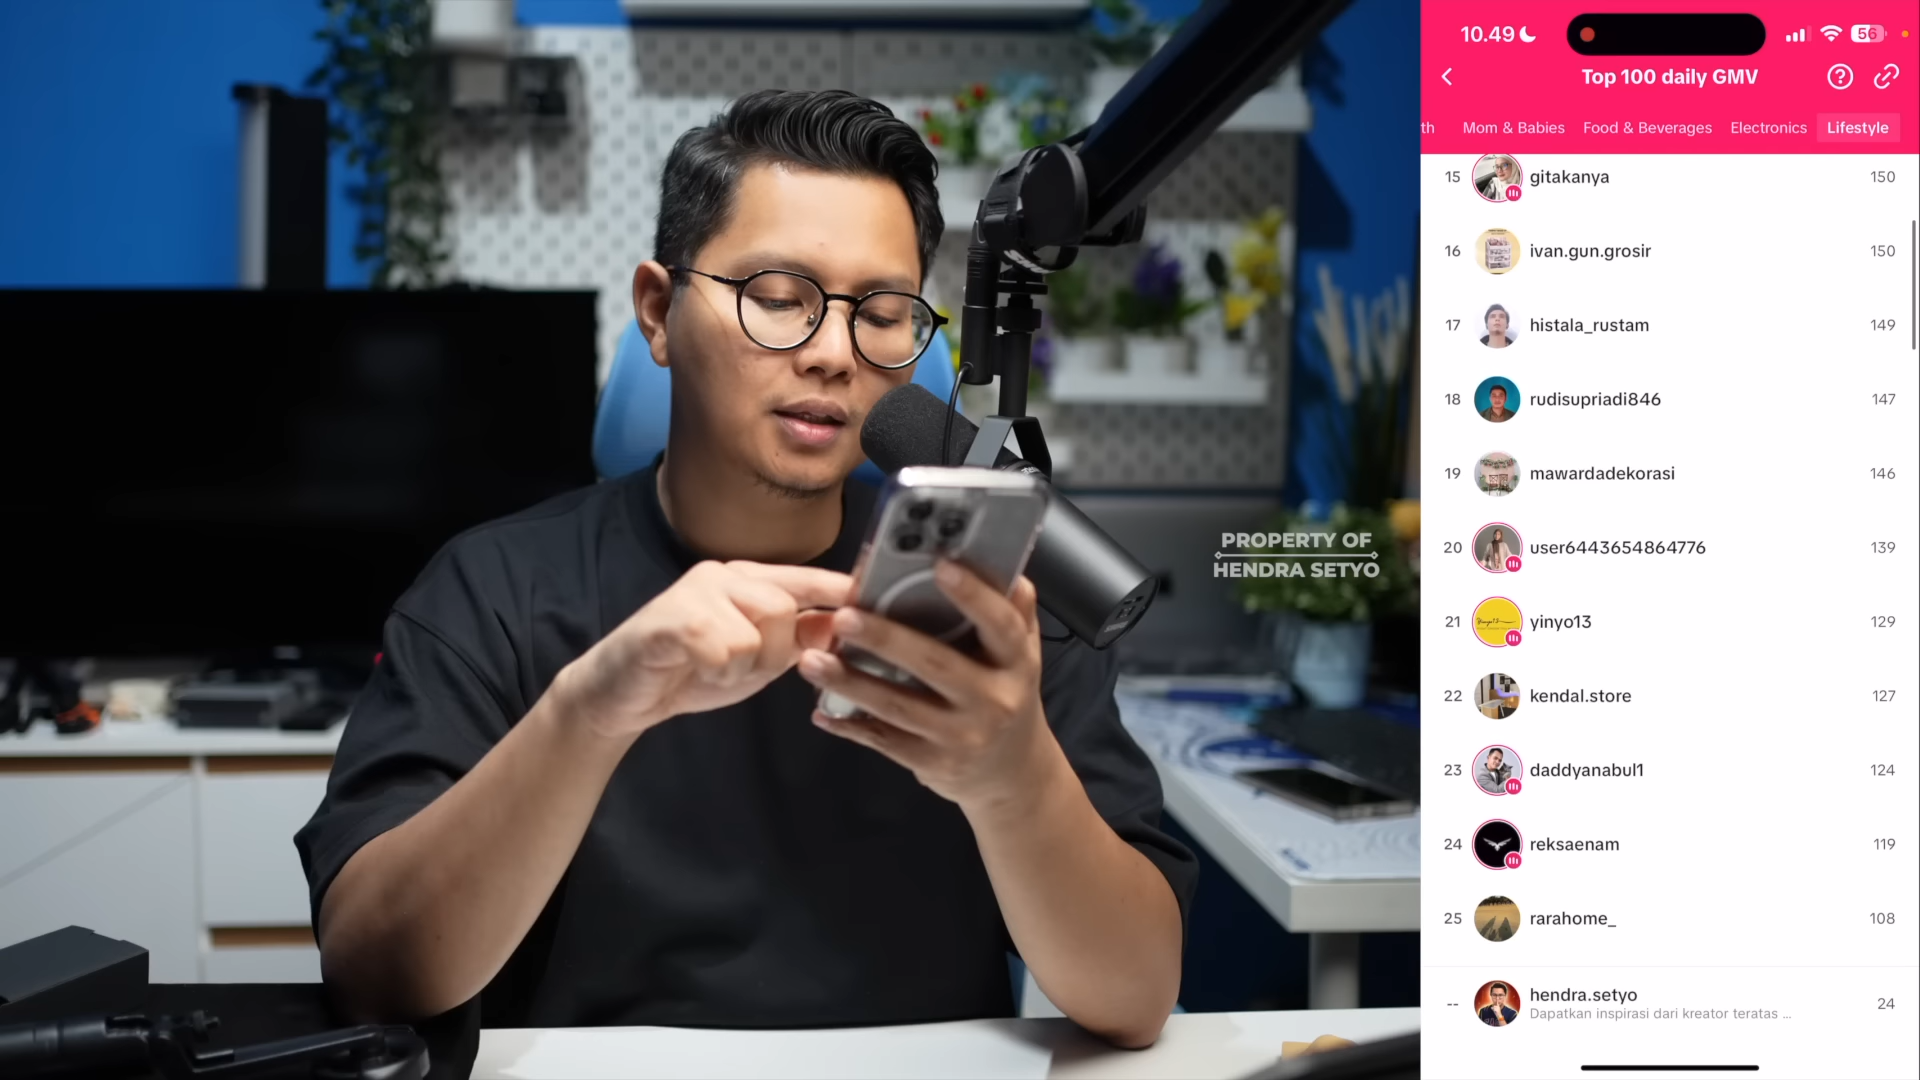 PROPERTY OF
HENDRA SETYO
10.49
56
Top 100 daily GMV
th Mom & Babies Food & Beverages Electronics Lifestyle
15 gitakanya 150
16 ivan.gun.grosir 150
17 histala_rustam 149
18 rudisupriadi846 147
19 mawardadekorasi 146
20 user6443654864776 139
21 yinyo13 129
22 kendal.store 127
23 daddyanabul1 124
24 reksaenam 119
25 rarahome_ 108
-- hendra.setyo 24
Dapatkan inspirasi dari kreator teratas ...